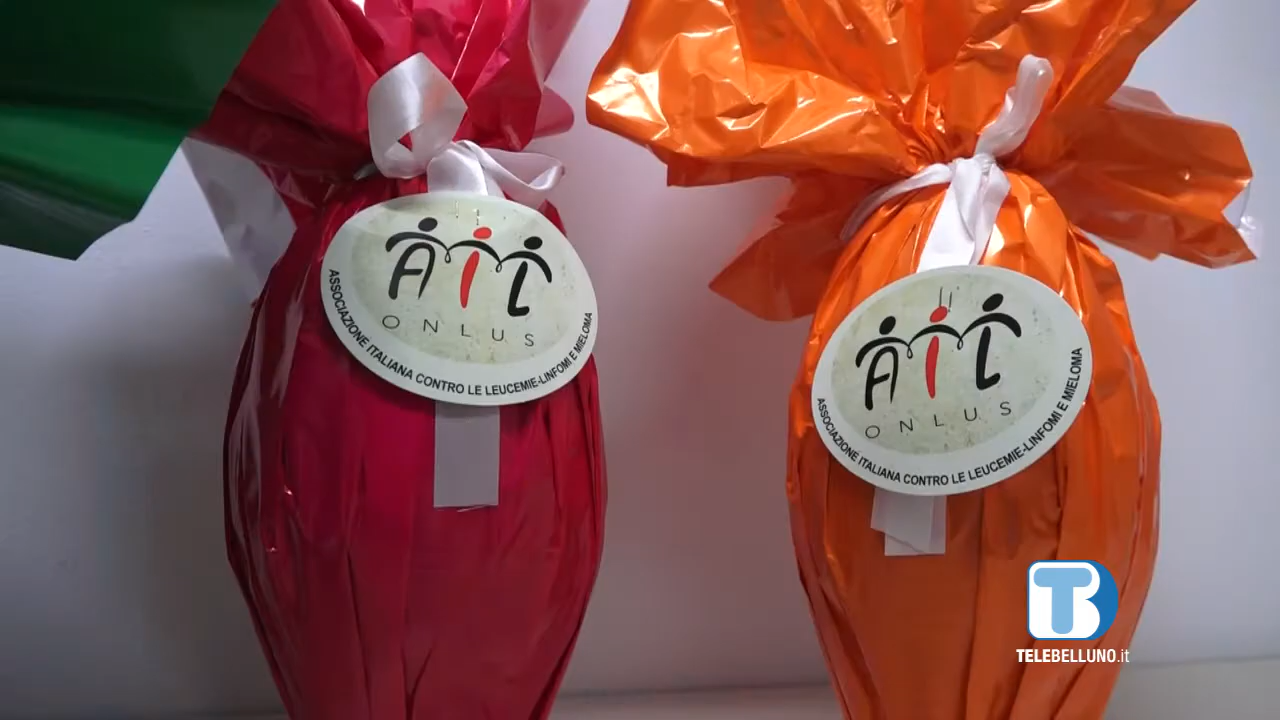 AIL
ONLUS
ASSOCIAZIONE ITALIANA CONTRO LE LEUCEMIE-LINFOMI E MIELOMA
AIL
ONLUS
ASSOCIAZIONE ITALIANA CONTRO LE LEUCEMIE-LINFOMI E MIELOMA
TB
TELEBELLUNO.it